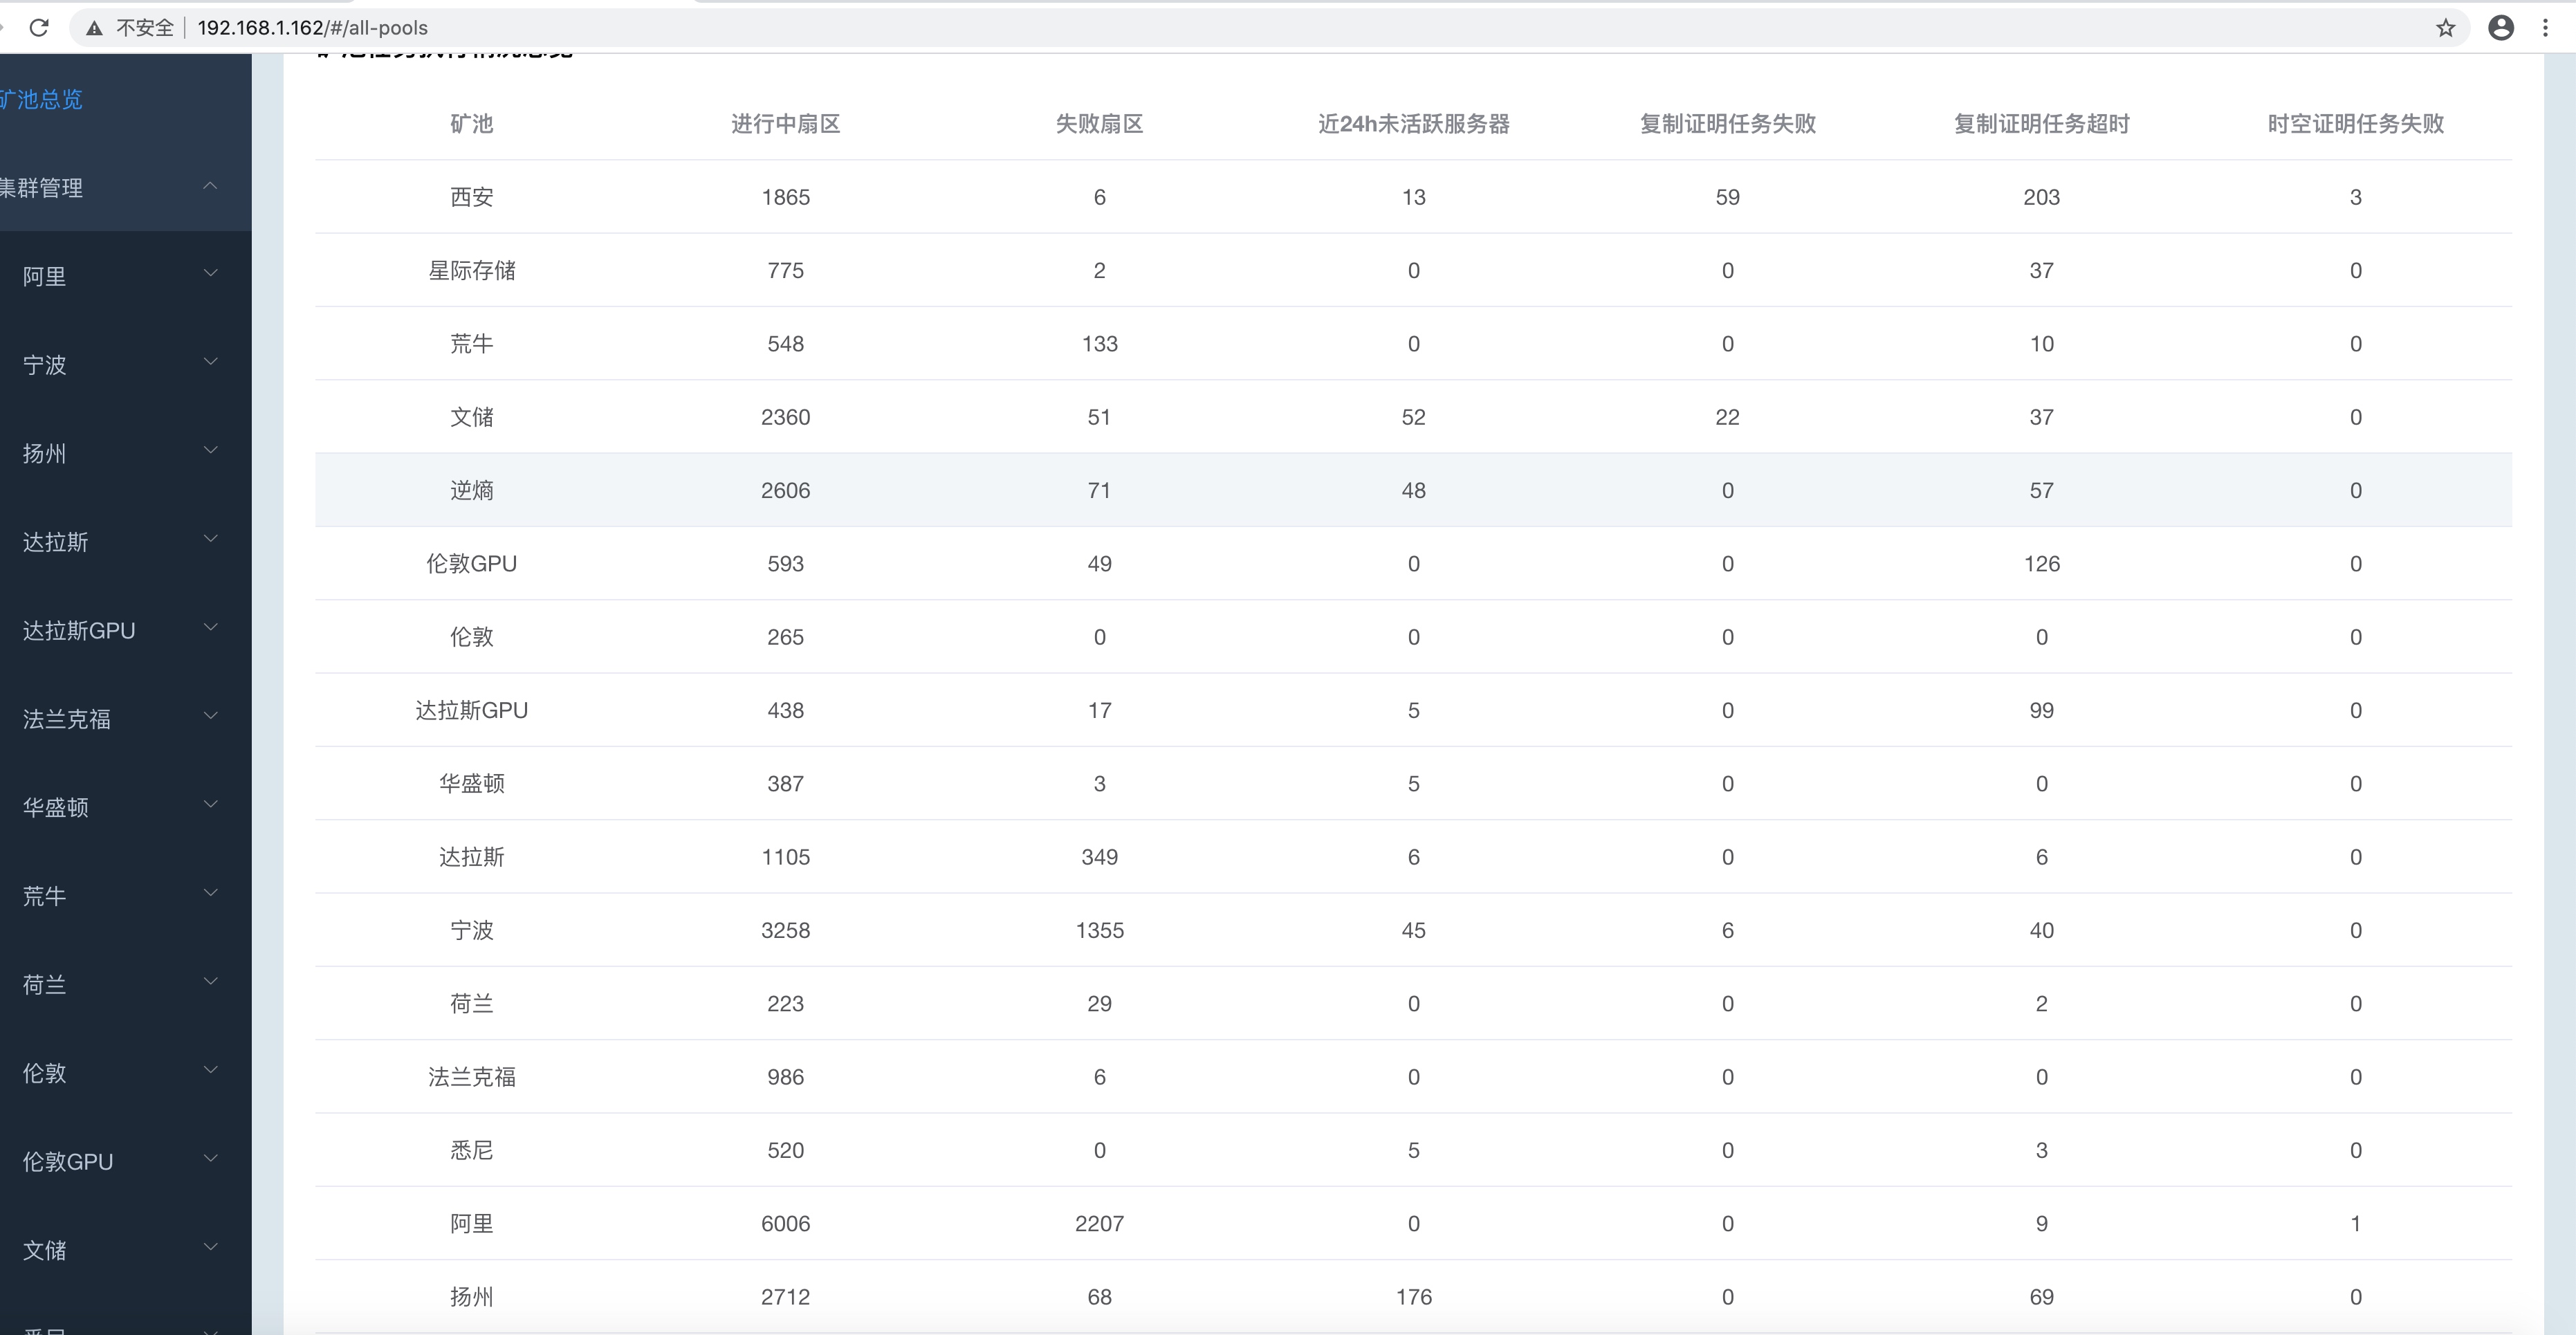 不安全 | 192.168.1.162/#/all-pools
矿池总览
集群管理
阿里
宁波
扬州
达拉斯
达拉斯GPU
法兰克福
华盛顿
荒牛
荷兰
伦敦
伦敦GPU
文储
悉尼
矿池任务执行情况总览
矿池 进行中扇区 失败扇区 近24h未活跃服务器 复制证明任务失败 复制证明任务超时 时空证明任务失败
西安 1865 6 13 59 203 3
星际存储 775 2 0 0 37 0
荒牛 548 133 0 0 10 0
文储 2360 51 52 22 37 0
逆熵 2606 71 48 0 57 0
伦敦GPU 593 49 0 0 126 0
伦敦 265 0 0 0 0 0
达拉斯GPU 438 17 5 0 99 0
华盛顿 387 3 5 0 0 0
达拉斯 1105 349 6 0 6 0
宁波 3258 1355 45 6 40 0
荷兰 223 29 0 0 2 0
法兰克福 986 6 0 0 0 0
悉尼 520 0 5 0 3 0
阿里 6006 2207 0 0 9 1
扬州 2712 68 176 0 69 0